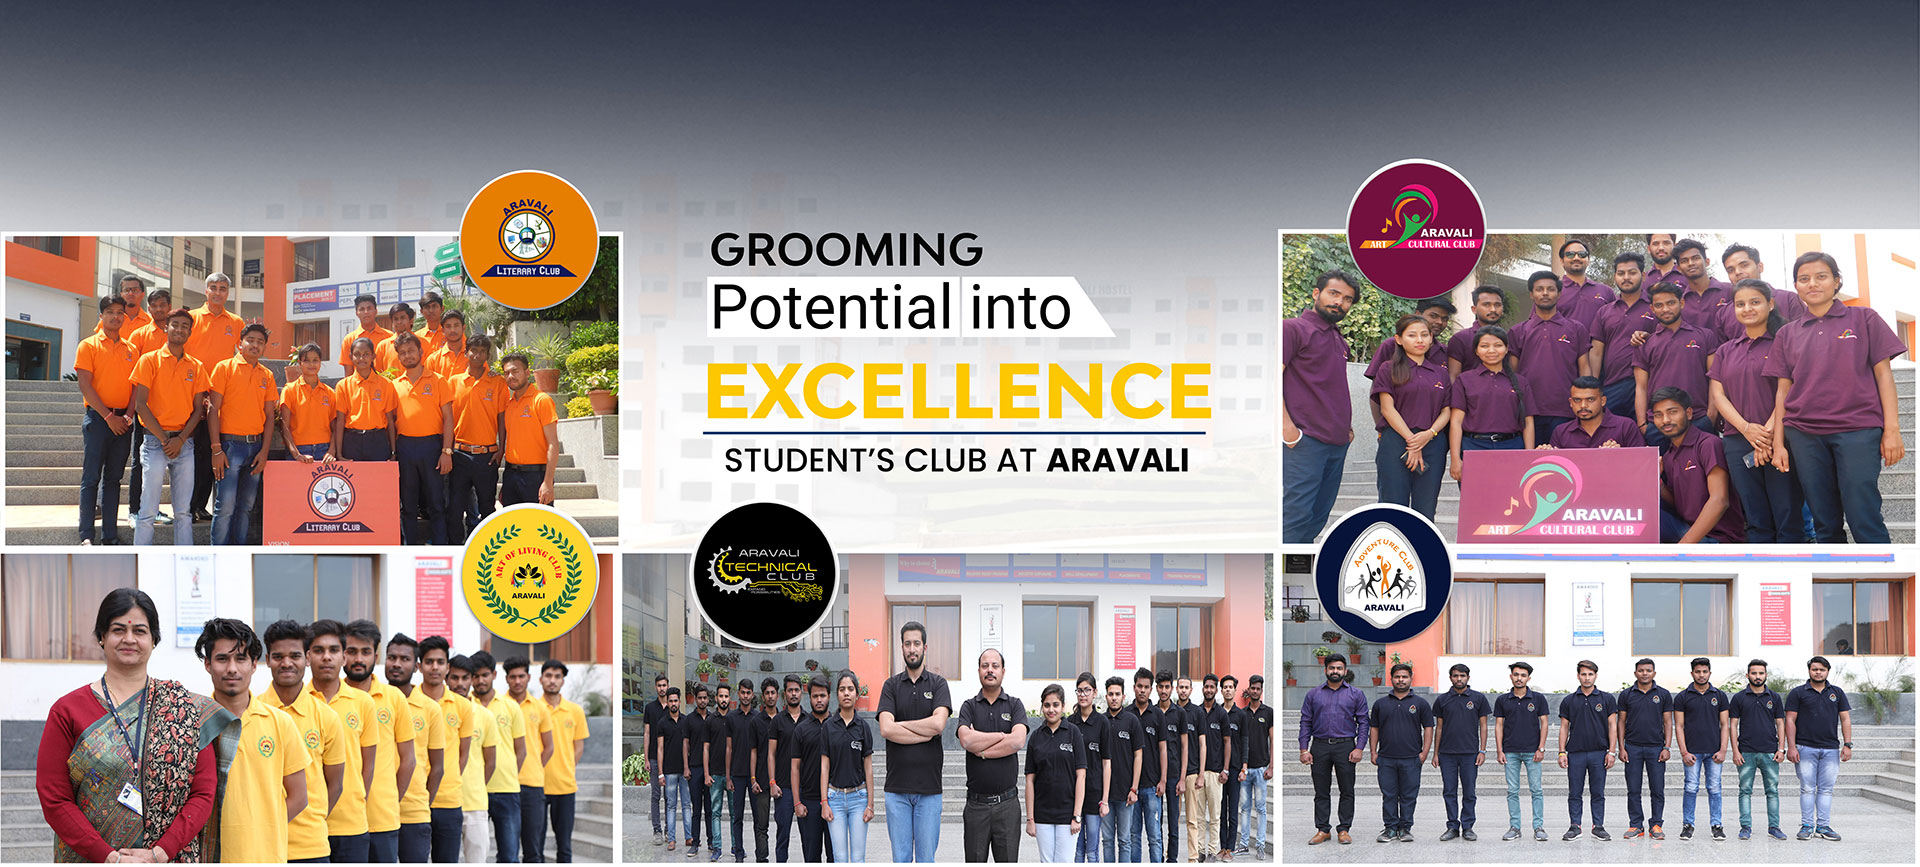 ARAVALI
LITERARY CLUB
ARAVALI
ART CULTURAL CLUB
GROOMING
Potential into
EXCELLENCE
STUDENT'S CLUB AT ARAVALI
PLACEMENT
ARAVALI
LITERARY CLUB
VISION
ARAVALI
ART CULTURAL CLUB
ART OF LIVING CLUB
ARAVALI
ARAVALI
TECHNICAL
CLUB
ADVENTURE CLUB
ARAVALI